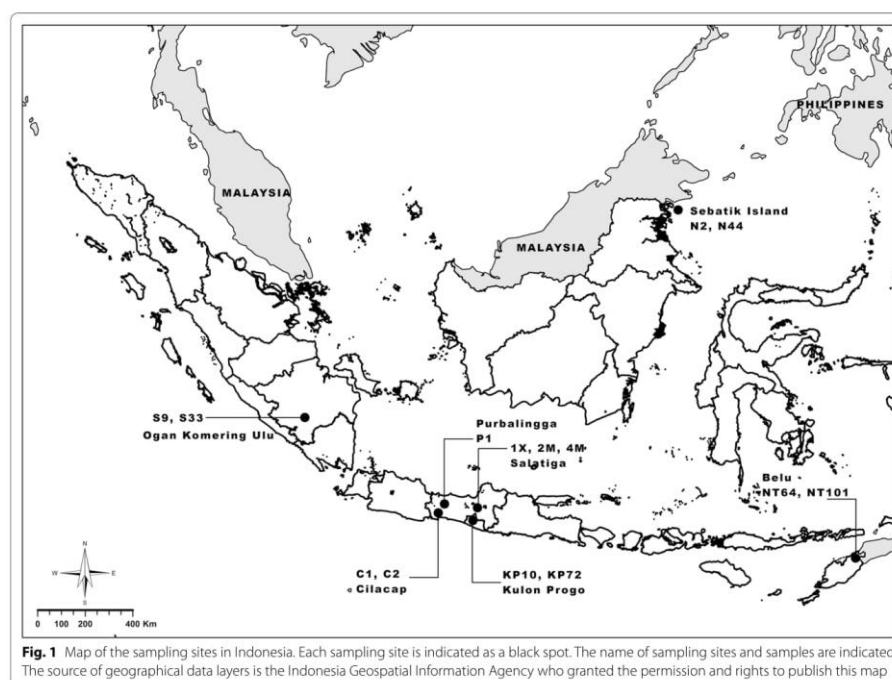 PHILIPPINES
MALAYSIA
MALAYSIA
Sebatik Island
N2, N44
S9, S33
Ogan Komering Ulu
Purbalingga
P1
1X, 2M, 4M
Salatiga
Belu
NT64, NT101
C1, C2
Cilacap
KP10, KP72
Kulon Progo
N
W E
S
0 100 200 400 Km
Fig. 1 Map of the sampling sites in Indonesia. Each sampling site is indicated as a black spot. The name of sampling sites and samples are indicated
The source of geographical data layers is the Indonesia Geospatial Information Agency who granted the permission and rights to publish this map